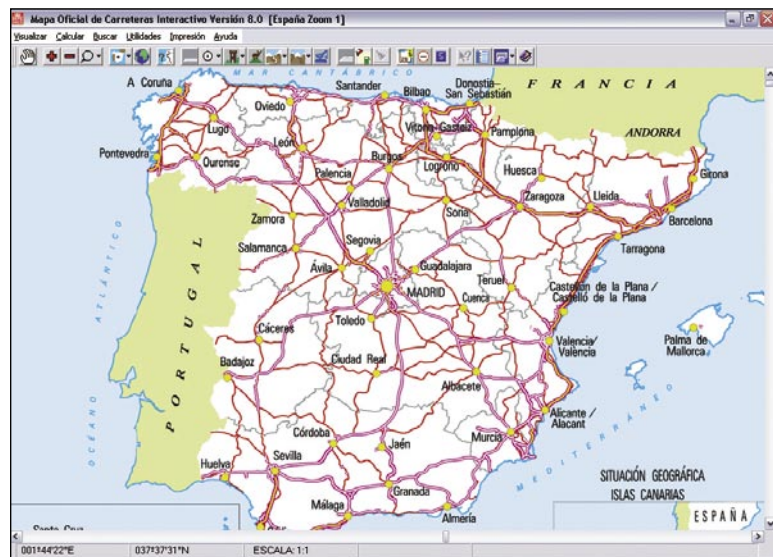 Mapa Oficial de Carreteras Interactivo Versión 8.0 [España Zoom 1]
Visualizar Calcular Buscar Utilidades Impresión Ayuda
MAR CANTÁBRICO
FRANCIA
A Coruña
Santander
Bilbao
Donostia-
San Sebastián
Oviedo
Lugo
Vitoria-Gasteiz
Pamplona
ANDORRA
Pontevedra
Ourense
León
Burgos
Logroño
Huesca
Girona
Palencia
Zaragoza
Lleida
Valladolid
Soria
Barcelona
Zamora
Tarragona
Salamanca
Segovia
Ávila
Guadalajara
Teruel
ATLÁNTICO
PORTUGAL
MADRID
Cuenca
Castellón de la Plana /
Castelló de la Plana
Toledo
Cáceres
Valencia/
València
Palma de
Mallorca
Badajoz
Ciudad Real
Albacete
OCÉANO
Alicante /
Alacant
MEDITERRÁNEO
Córdoba
Jaén
Murcia
Huelva
Sevilla
Granada
Málaga
Almería
SITUACIÓN GEOGRÁFICA
ISLAS CANARIAS
ESPAÑA
Santa Cruz
001º44'22"E
037º37'31"N
ESCALA: 1:1